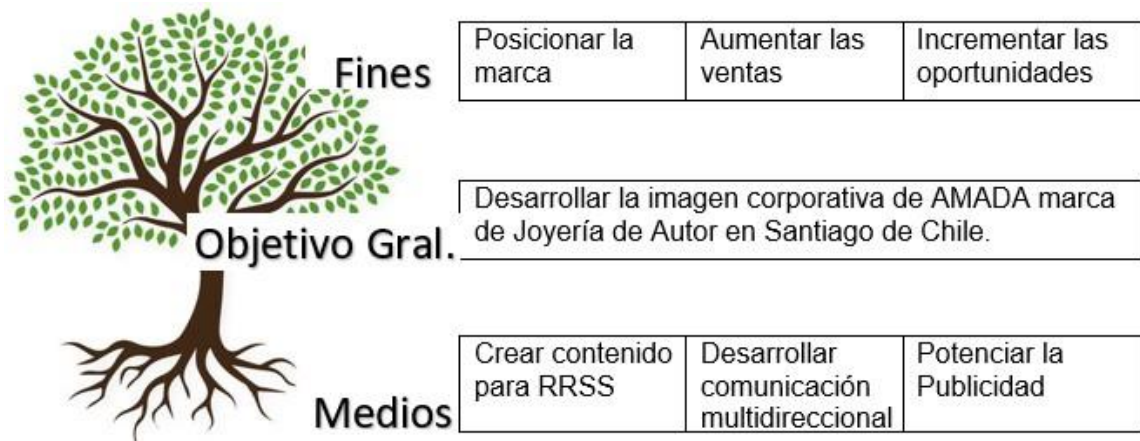 Fines
Posicionar la
marca
Aumentar las
ventas
Incrementar las
oportunidades
Objetivo Gral.
Desarrollar la imagen corporativa de AMADA marca
de Joyería de Autor en Santiago de Chile.
Medios
Crear contenido
para RRSS
Desarrollar
comunicación
multidireccional
Potenciar la
Publicidad